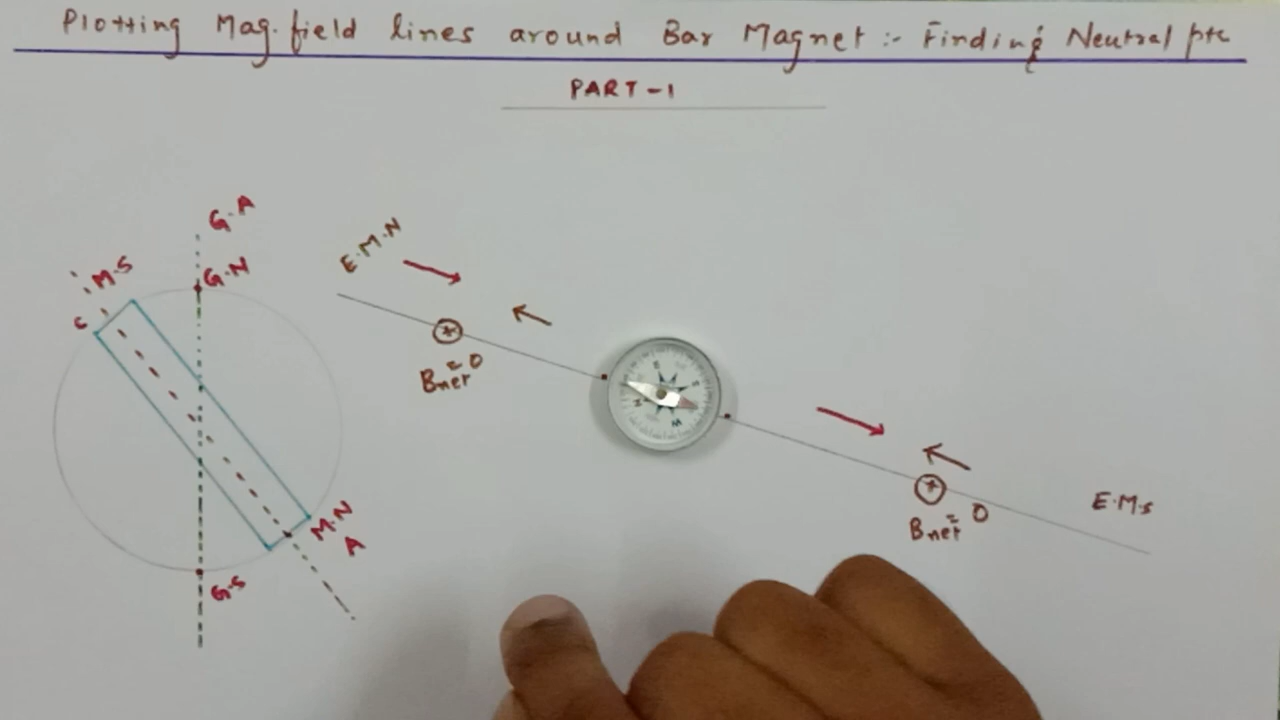 Plotting Mag. field lines around Bar Magnet :- Finding Neutral pts
PART-1
G.A
G.N
M.S
E.M.N
Bnet = 0
M.N
A
G.S
E.M.S
Bnet = 0